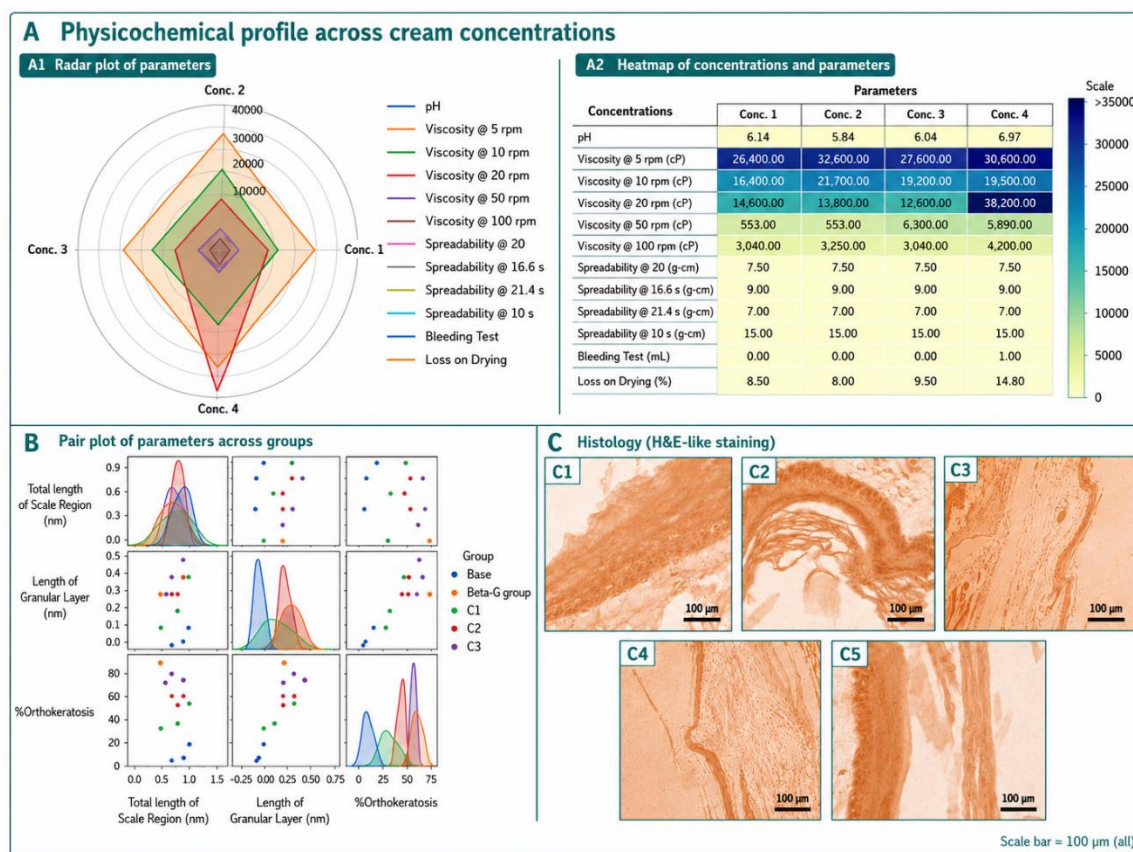 A Physicochemical profile across cream concentrations
A1 Radar plot of parameters
Conc. 2
40000
30000
20000
10000
Conc. 3
Conc. 1
Conc. 4
pH
Viscosity @ 5 rpm
Viscosity @ 10 rpm
Viscosity @ 20 rpm
Viscosity @ 50 rpm
Viscosity @ 100 rpm
Spreadability @ 20
Spreadability @ 16.6 s
Spreadability @ 21.4 s
Spreadability @ 10 s
Bleeding Test
Loss on Drying
A2 Heatmap of concentrations and parameters
Parameters
Concentrations Conc. 1 Conc. 2 Conc. 3 Conc. 4
pH 6.14 5.84 6.04 6.97
Viscosity @ 5 rpm (cP) 26,400.00 32,600.00 27,600.00 30,600.00
Viscosity @ 10 rpm (cP) 16,400.00 21,700.00 19,200.00 19,500.00
Viscosity @ 20 rpm (cP) 14,600.00 13,800.00 12,600.00 38,200.00
Viscosity @ 50 rpm (cP) 553.00 553.00 6,300.00 5,890.00
Viscosity @ 100 rpm (cP) 3,040.00 3,250.00 3,040.00 4,200.00
Spreadability @ 20 (g-cm) 7.50 7.50 7.50 7.50
Spreadability @ 16.6 s (g-cm) 9.00 9.00 9.00 9.00
Spreadability @ 21.4 s (g-cm) 7.00 7.00 7.00 7.00
Spreadability @ 10 s (g-cm) 15.00 15.00 15.00 15.00
Bleeding Test (mL) 0.00 0.00 0.00 1.00
Loss on Drying (%) 8.50 8.00 9.50 14.80
Scale
>35000
30000
25000
20000
15000
10000
5000
0
B Pair plot of parameters across groups
Total length
of Scale Region
(nm)
0.9
0.6
0.3
0.0
Length of
Granular Layer
(nm)
0.5
0.4
0.3
0.2
0.1
0.0
%Orthokeratosis
80
60
40
20
0
0.0 0.5 1.0 1.5
-0.25 0.00 0.25 0.50 0.75
0 25 50 75
Total length of
Scale Region (nm)
Length of
Granular Layer (nm)
%Orthokeratosis
Group
Base
Beta-G group
C1
C2
C3
C Histology (H&E-like staining)
C1
100 µm
C2
100 µm
C3
100 µm
C4
100 µm
C5
100 µm
Scale bar = 100 µm (all)